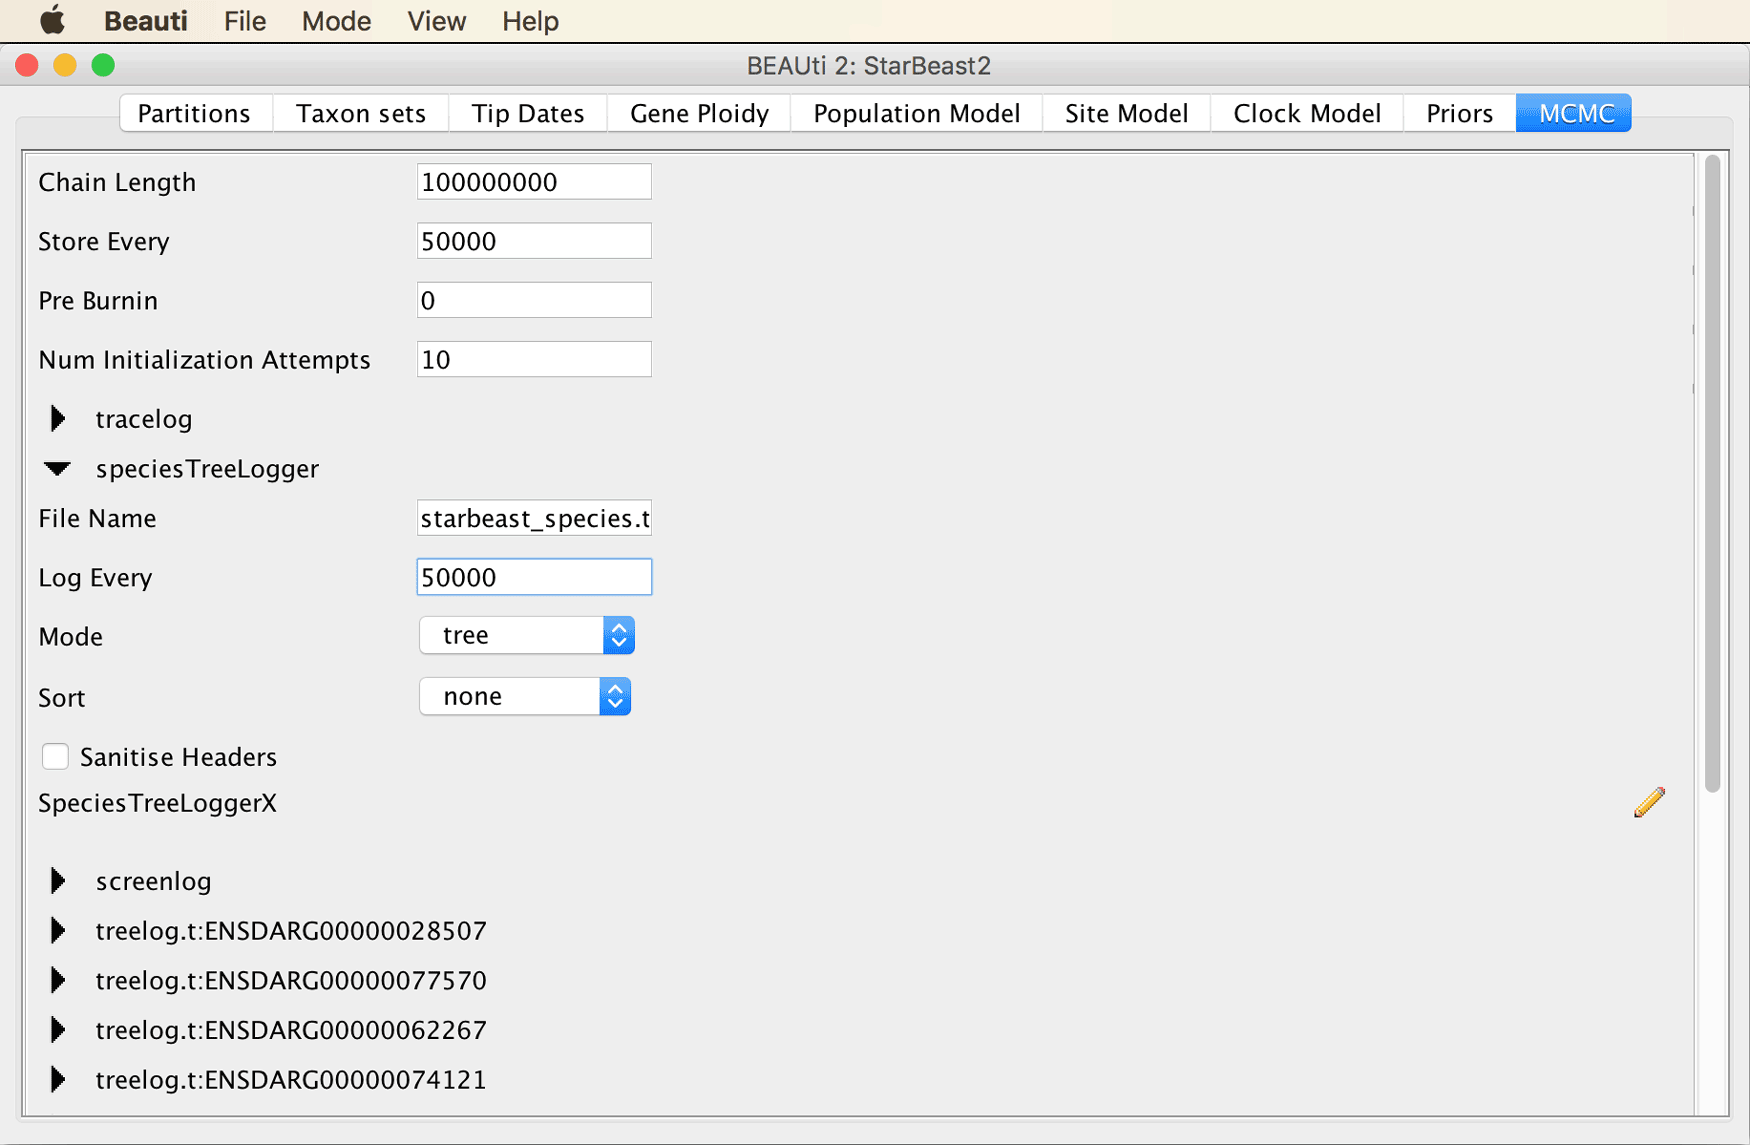 Beauti File Mode View Help
BEAUti 2: StarBeast2
Partitions Taxon sets Tip Dates Gene Ploidy Population Model Site Model Clock Model Priors MCMC
Chain Length 100000000
Store Every 50000
Pre Burnin 0
Num Initialization Attempts 10
tracelog
speciesTreeLogger
File Name starbeast_species.t
Log Every 50000
Mode tree
Sort none
Sanitise Headers
SpeciesTreeLoggerX
screenlog
treelog.t:ENSDARG00000028507
treelog.t:ENSDARG00000077570
treelog.t:ENSDARG00000062267
treelog.t:ENSDARG00000074121